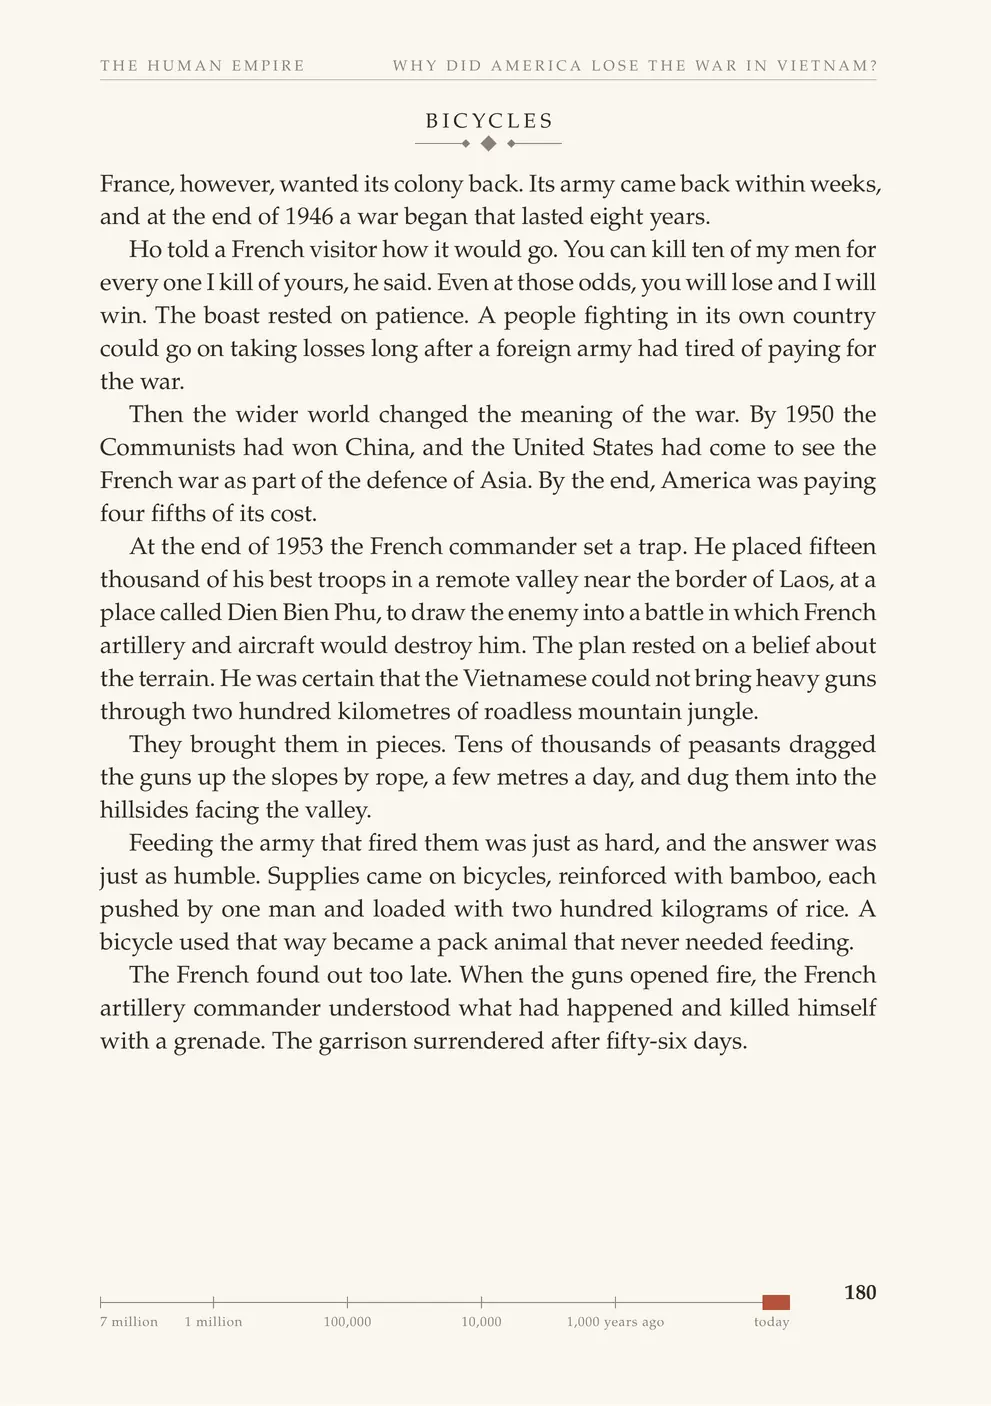 THE HUMAN EMPIRE
WHY DID AMERICA LOSE THE WAR IN VIETNAM?
BICYCLES
France, however, wanted its colony back. Its army came back within weeks,
and at the end of 1946 a war began that lasted eight years.
Ho told a French visitor how it would go. You can kill ten of my men for
every one I kill of yours, he said. Even at those odds, you will lose and I will
win. The boast rested on patience. A people fighting in its own country
could go on taking losses long after a foreign army had tired of paying for
the war.
Then the wider world changed the meaning of the war. By 1950 the
Communists had won China, and the United States had come to see the
French war as part of the defence of Asia. By the end, America was paying
four fifths of its cost.
At the end of 1953 the French commander set a trap. He placed fifteen
thousand of his best troops in a remote valley near the border of Laos, at a
place called Dien Bien Phu, to draw the enemy into a battle in which French
artillery and aircraft would destroy him. The plan rested on a belief about
the terrain. He was certain that the Vietnamese could not bring heavy guns
through two hundred kilometres of roadless mountain jungle.
They brought them in pieces. Tens of thousands of peasants dragged
the guns up the slopes by rope, a few metres a day, and dug them into the
hillsides facing the valley.
Feeding the army that fired them was just as hard, and the answer was
just as humble. Supplies came on bicycles, reinforced with bamboo, each
pushed by one man and loaded with two hundred kilograms of rice. A
bicycle used that way became a pack animal that never needed feeding.
The French found out too late. When the guns opened fire, the French
artillery commander understood what had happened and killed himself
with a grenade. The garrison surrendered after fifty-six days.
180
7 million 1 million 100,000 10,000 1,000 years ago today